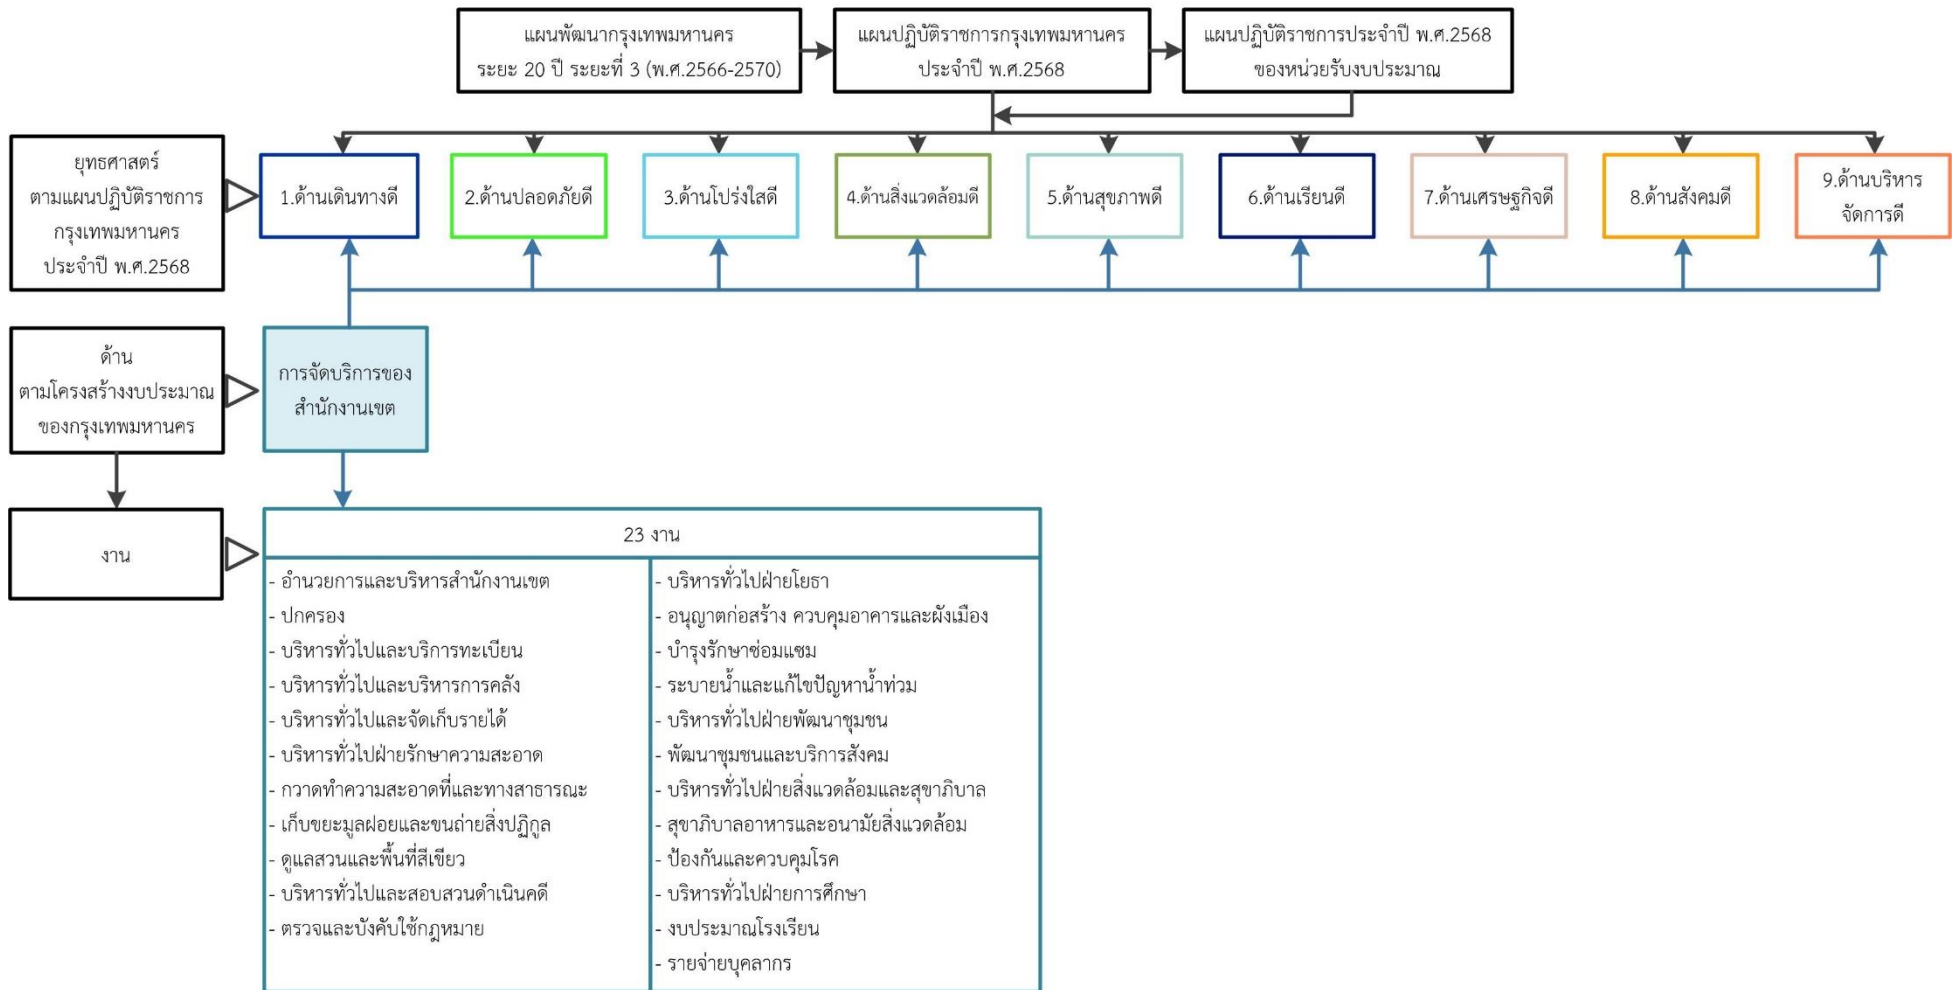 แผนพัฒนากรุงเทพมหานคร
ระยะ 20 ปี ระยะที่ 3 (พ.ศ.2566-2570)
แผนปฏิบัติราชการกรุงเทพมหานคร
ประจำปี พ.ศ.2568
แผนปฏิบัติราชการประจำปี พ.ศ.2568
ของหน่วยรับงบประมาณ
ยุทธศาสตร์
ตามแผนปฏิบัติราชการ
กรุงเทพมหานคร
ประจำปี พ.ศ.2568
1.ด้านเดินทางดี
2.ด้านปลอดภัยดี
3.ด้านโปร่งใสดี
4.ด้านสิ่งแวดล้อมดี
5.ด้านสุขภาพดี
6.ด้านเรียนดี
7.ด้านเศรษฐกิจดี
8.ด้านสังคมดี
9.ด้านบริหาร
จัดการดี
ด้าน
ตามโครงสร้างงบประมาณ
ของกรุงเทพมหานคร
การจัดบริการของ
สำนักงานเขต
งาน
23 งาน
- อำนวยการและบริหารสำนักงานเขต
- ปกครอง
- บริหารทั่วไปและบริการทะเบียน
- บริหารทั่วไปและบริหารการคลัง
- บริหารทั่วไปและจัดเก็บรายได้
- บริหารทั่วไปฝ่ายรักษาความสะอาด
- กวาดทำความสะอาดที่และทางสาธารณะ
- เก็บขยะมูลฝอยและขนถ่ายสิ่งปฏิกูล
- ดูแลสวนและพื้นที่สีเขียว
- บริหารทั่วไปและสอบสวนดำเนินคดี
- ตรวจและบังคับใช้กฎหมาย
- บริหารทั่วไปฝ่ายโยธา
- อนุญาตก่อสร้าง ควบคุมอาคารและผังเมือง
- บำรุงรักษาซ่อมแซม
- ระบายน้ำและแก้ไขปัญหาน้ำท่วม
- บริหารทั่วไปฝ่ายพัฒนาชุมชน
- พัฒนาชุมชนและบริการสังคม
- บริหารทั่วไปฝ่ายสิ่งแวดล้อมและสุขาภิบาล
- สุขาภิบาลอาหารและอนามัยสิ่งแวดล้อม
- ป้องกันและควบคุมโรค
- บริหารทั่วไปฝ่ายการศึกษา
- งบประมาณโรงเรียน
- รายจ่ายบุคลากร